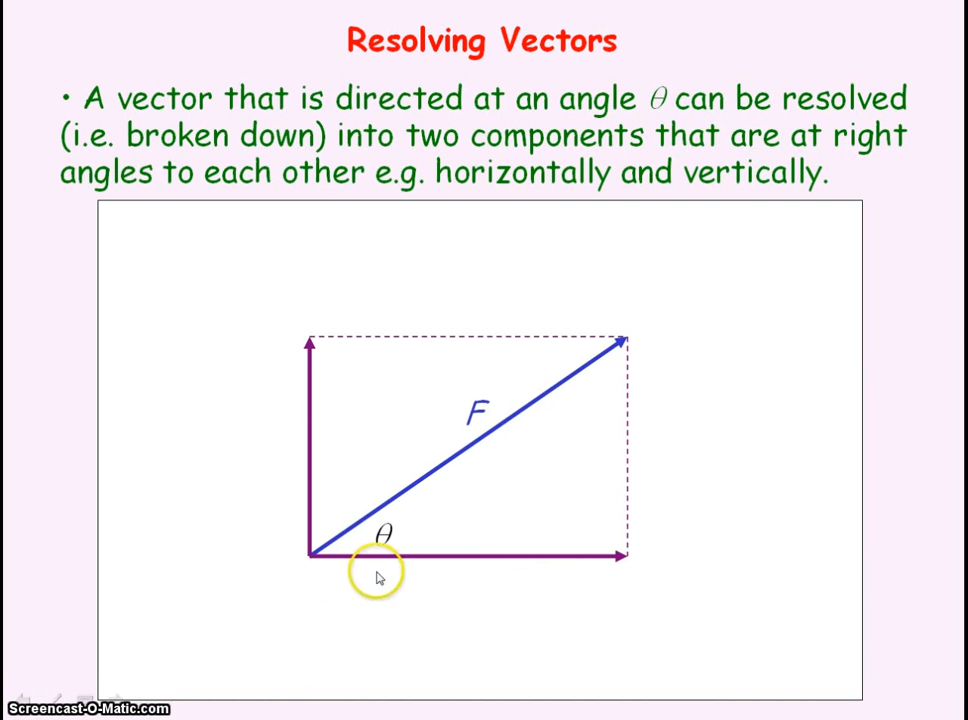 Resolving Vectors
• A vector that is directed at an angle θ can be resolved
(i.e. broken down) into two components that are at right
angles to each other e.g. horizontally and vertically.
F
θ
Screencast-O-Matic.com